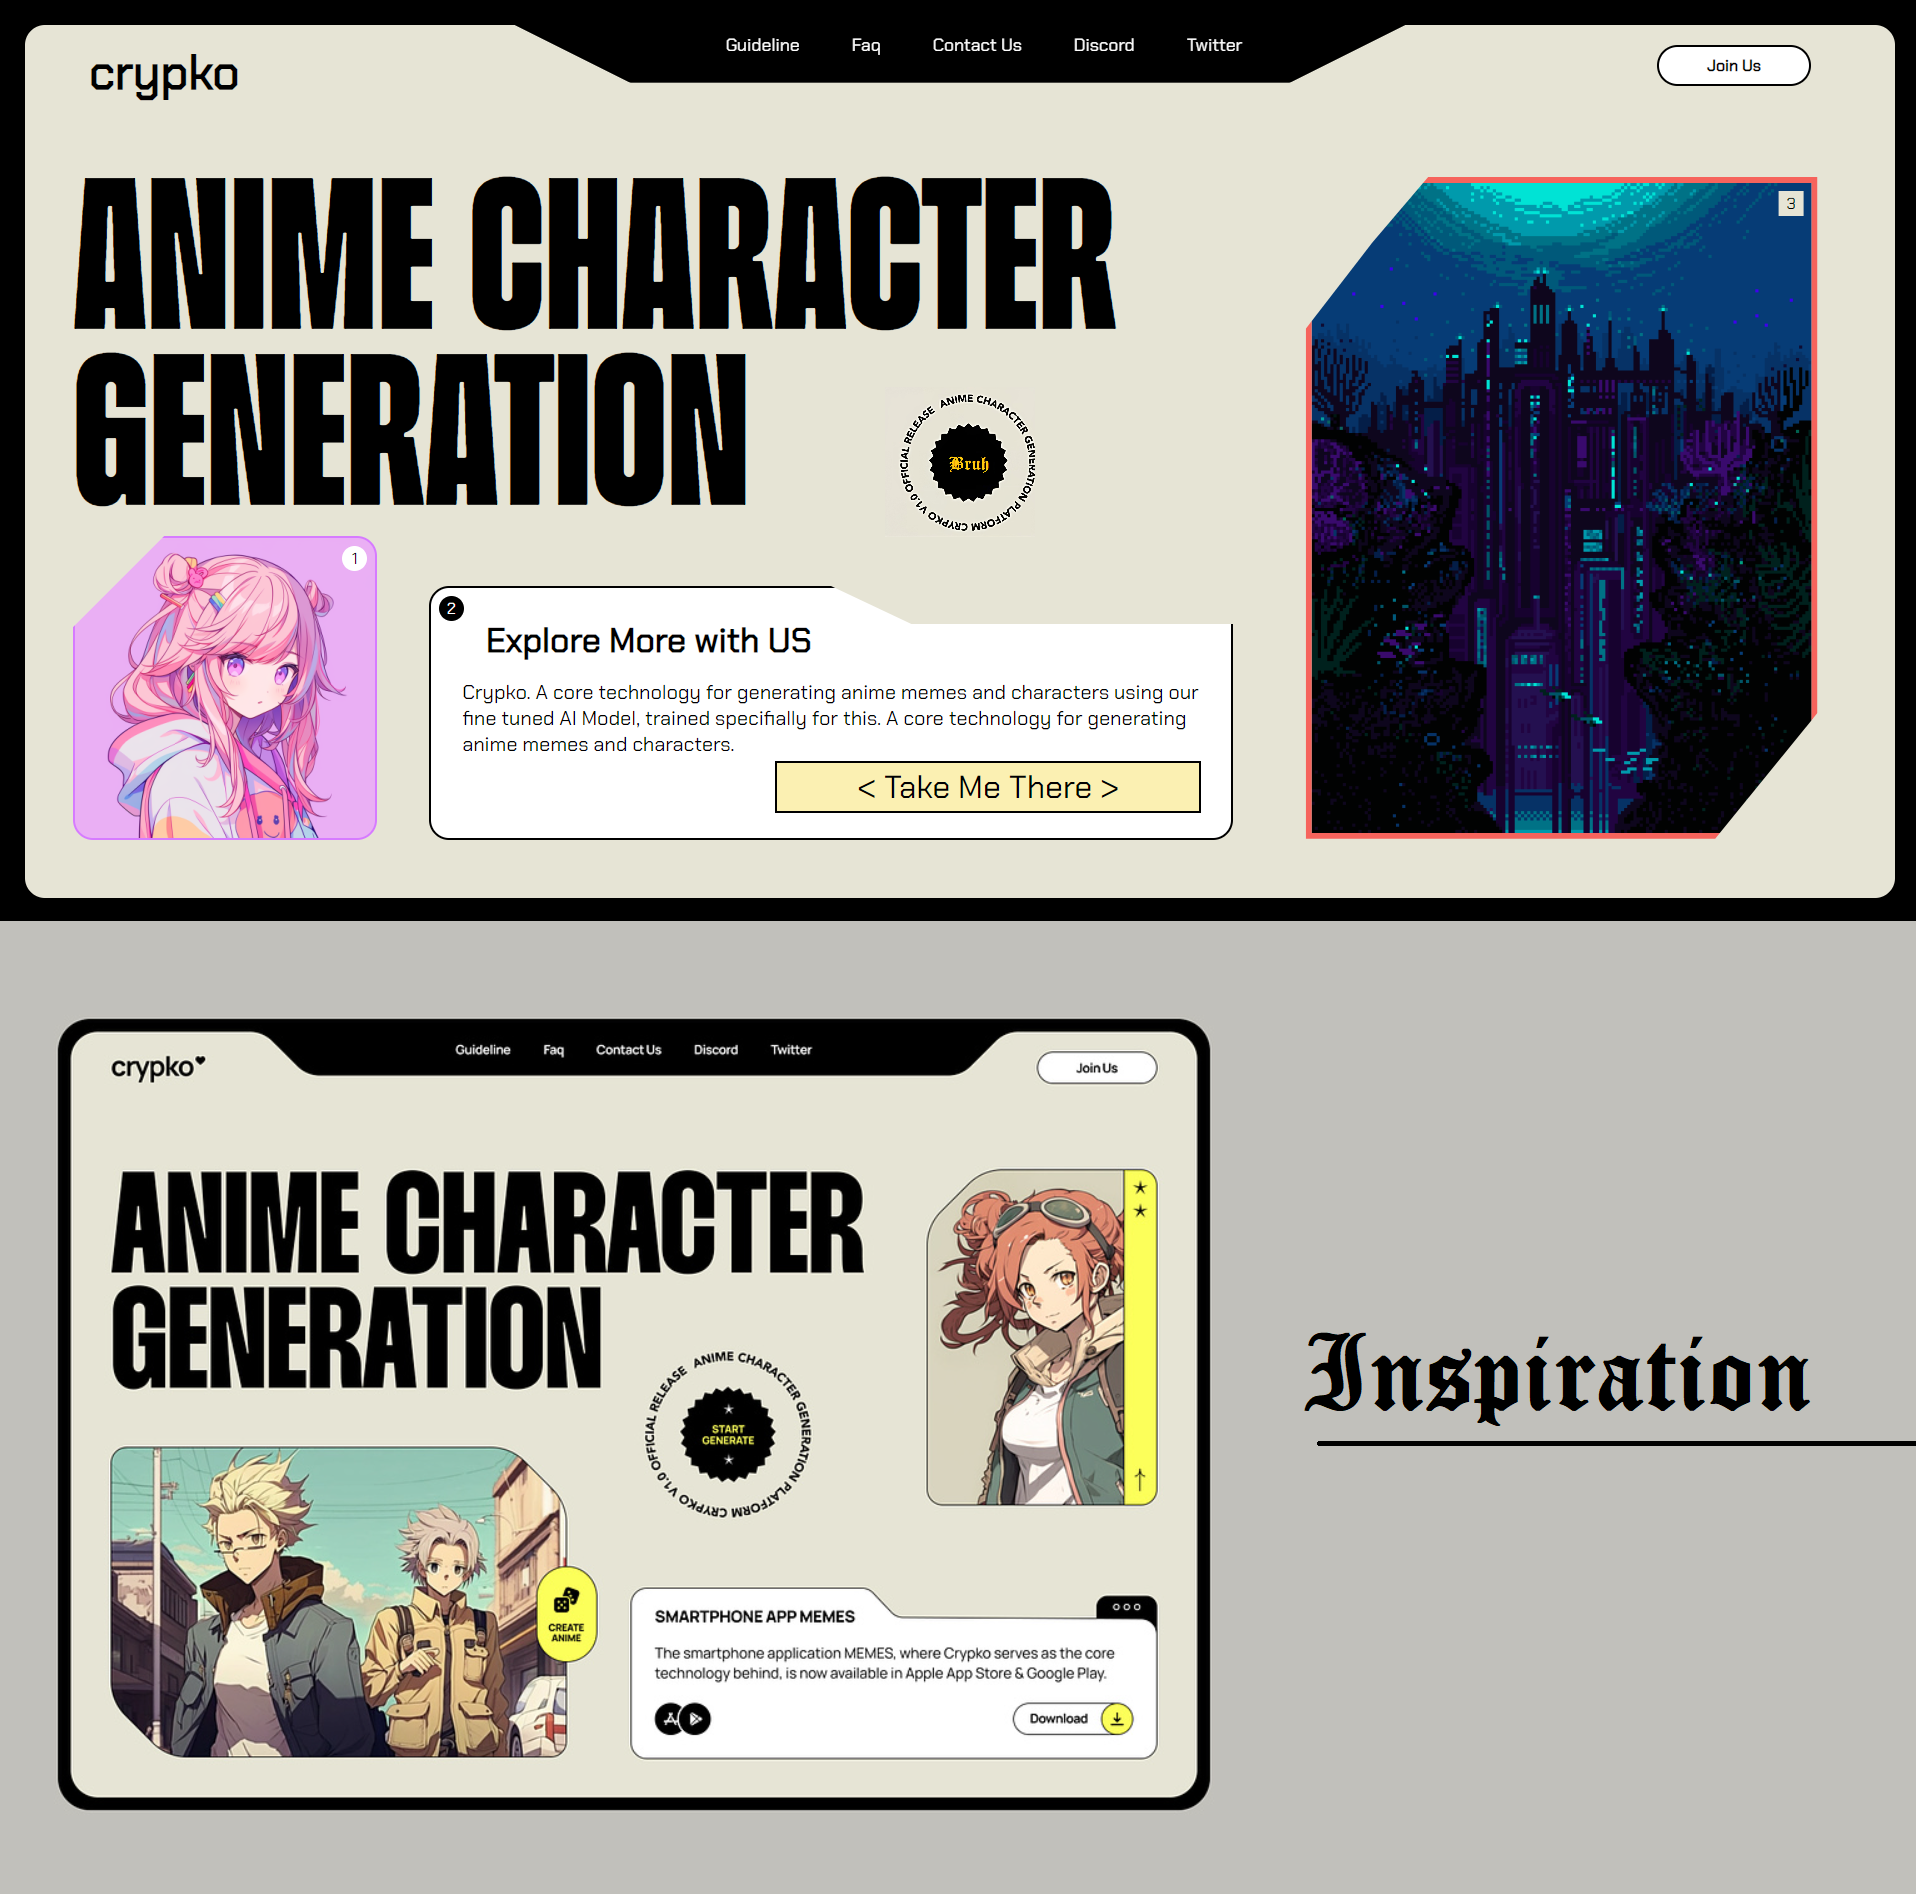 Guideline Faq Contact Us Discord Twitter
crypko
Join Us
ANIME CHARACTER
GENERATION
3
ANIME CHARACTER GENERATION PLATFORM CRYPKO V1.0 OFFICIAL RELEASE
Bruh
1
2
Explore More with US
Crypko. A core technology for generating anime memes and characters using our
fine tuned AI Model, trained specifially for this. A core technology for generating
anime memes and characters.
< Take Me There >
crypko
Guideline Faq Contact Us Discord Twitter
Join Us
ANIME CHARACTER
GENERATION
ANIME CHARACTER GENERATION PLATFORM CRYPKO V1.0 OFFICIAL RELEASE
START
GENERATE
Inspiration
CREATE
ANIME
SMARTPHONE APP MEMES
The smartphone application MEMES, where Crypko serves as the core
technology behind, is now available in Apple App Store & Google Play.
Download